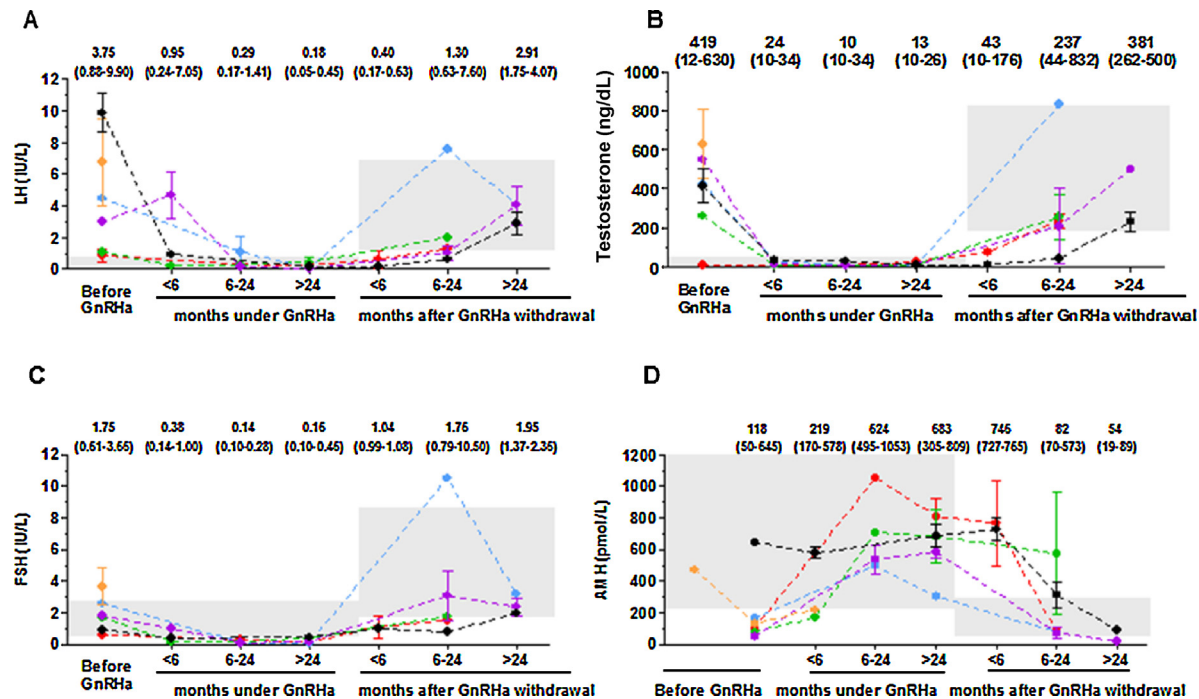 A
3.75 0.95 0.29 0.18 0.40 1.30 2.91
(0.88-9.90) (0.24-7.05) 0.17-1.41) (0.05-0.45) (0.17-0.63) (0.63-7.60) (1.75-4.07)
12
10
8
6
4
2
0
LH ( IU/L)
Before GnRHa
<6 6-24 >24 <6 6-24 >24
months under GnRHa months after GnRHa withdrawal
B
419 24 10 13 43 237 381
(12-630) (10-34) (10-34) (10-26) (10-176) (44-832) (262-500)
1000
800
600
400
200
0
Testosterone (ng/dL)
Before GnRHa
<6 6-24 >24 <6 6-24 >24
months under GnRHa months after GnRHa withdrawal
C
1.75 0.38 0.14 0.16 1.04 1.76 1.95
(0.61-3.65) (0.14-1.00) (0.10-0.28) (0.10-0.45) (0.99-1.08) (0.79-10.50) (1.37-2.35)
12
10
8
6
4
2
0
FSH ( IU/L)
Before GnRHa
<6 6-24 >24 <6 6-24 >24
months under GnRHa months after GnRHa withdrawal
D
118 219 624 683 746 82 54
(50-645) (170-578) (495-1053) (305-809) (727-765) (70-573) (19-89)
1200
1000
800
600
400
200
0
AM H(pmol/L)
<6 6-24 >24 <6 6-24 >24
Before GnRHa months under GnRHa months after GnRHa withdrawal